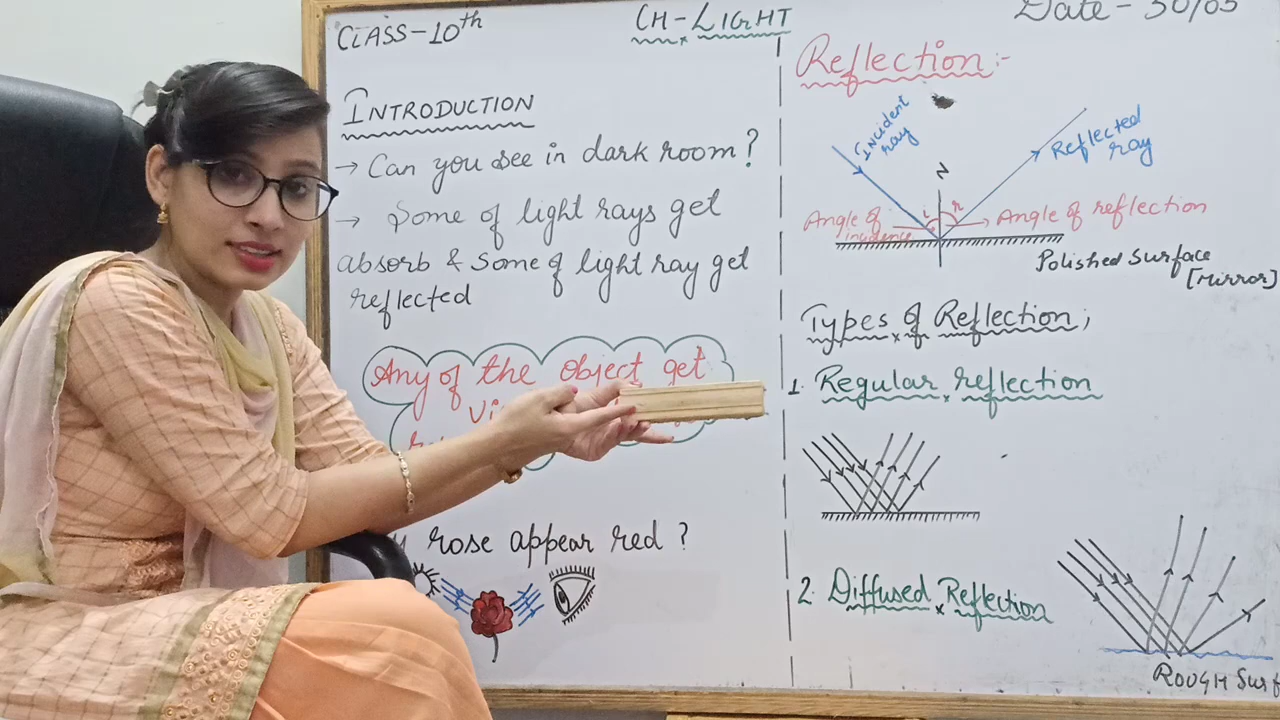 CLASS-10th
CH-LIGHT
Date-30/05
INTRODUCTION
→ Can you see in dark room?
→ Some of light rays get
absorb & Some of light ray get
reflected
Any of the object get
rose appear red?
Reflection:-
Incident
ray
Reflected
ray
N
i
r
Angle of
incidence
Angle of reflection
Polished Surface
[Mirror]
Types of Reflection;
1. Regular reflection
2. Diffused Reflection
ROUGH Surf